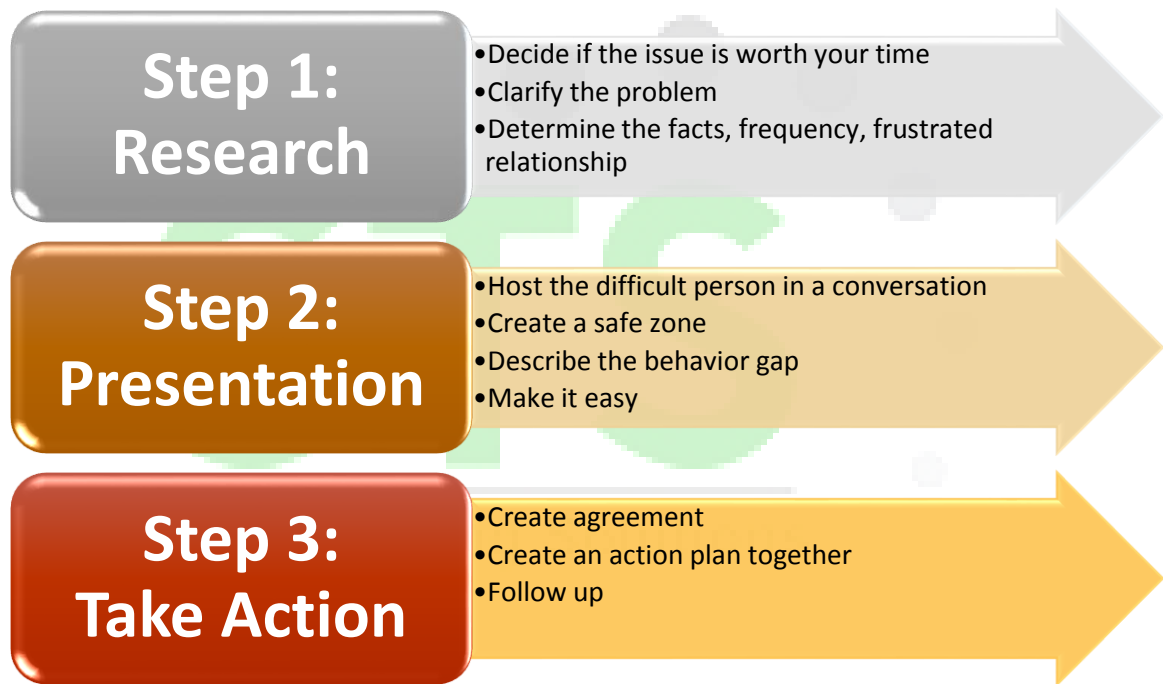 Step 1:
Research
•Decide if the issue is worth your time
•Clarify the problem
•Determine the facts, frequency, frustrated
relationship
Step 2:
Presentation
•Host the difficult person in a conversation
•Create a safe zone
•Describe the behavior gap
•Make it easy
Step 3:
Take Action
•Create agreement
•Create an action plan together
•Follow up